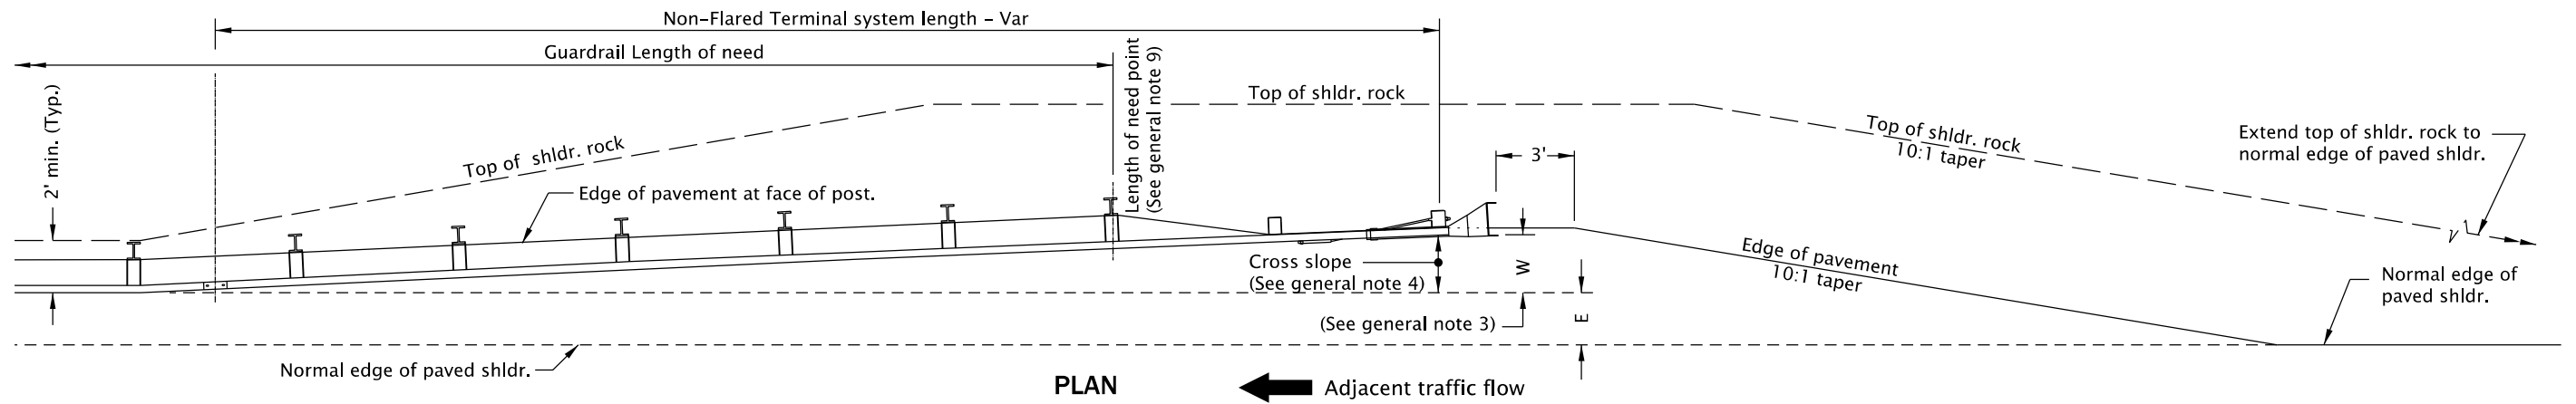 Non-Flared Terminal system length - Var
Guardrail Length of need
2' min. (Typ.)
Top of shldr. rock
Edge of pavement at face of post.
Length of need point
(See general note 9)
Top of shldr. rock
3'
Top of shldr. rock
10:1 taper
Extend top of shldr. rock to
normal edge of paved shldr.
Cross slope
(See general note 4)
W
(See general note 3)
E
Edge of pavement
10:1 taper
Normal edge of
paved shldr.
Normal edge of paved shldr.
PLAN
Adjacent traffic flow